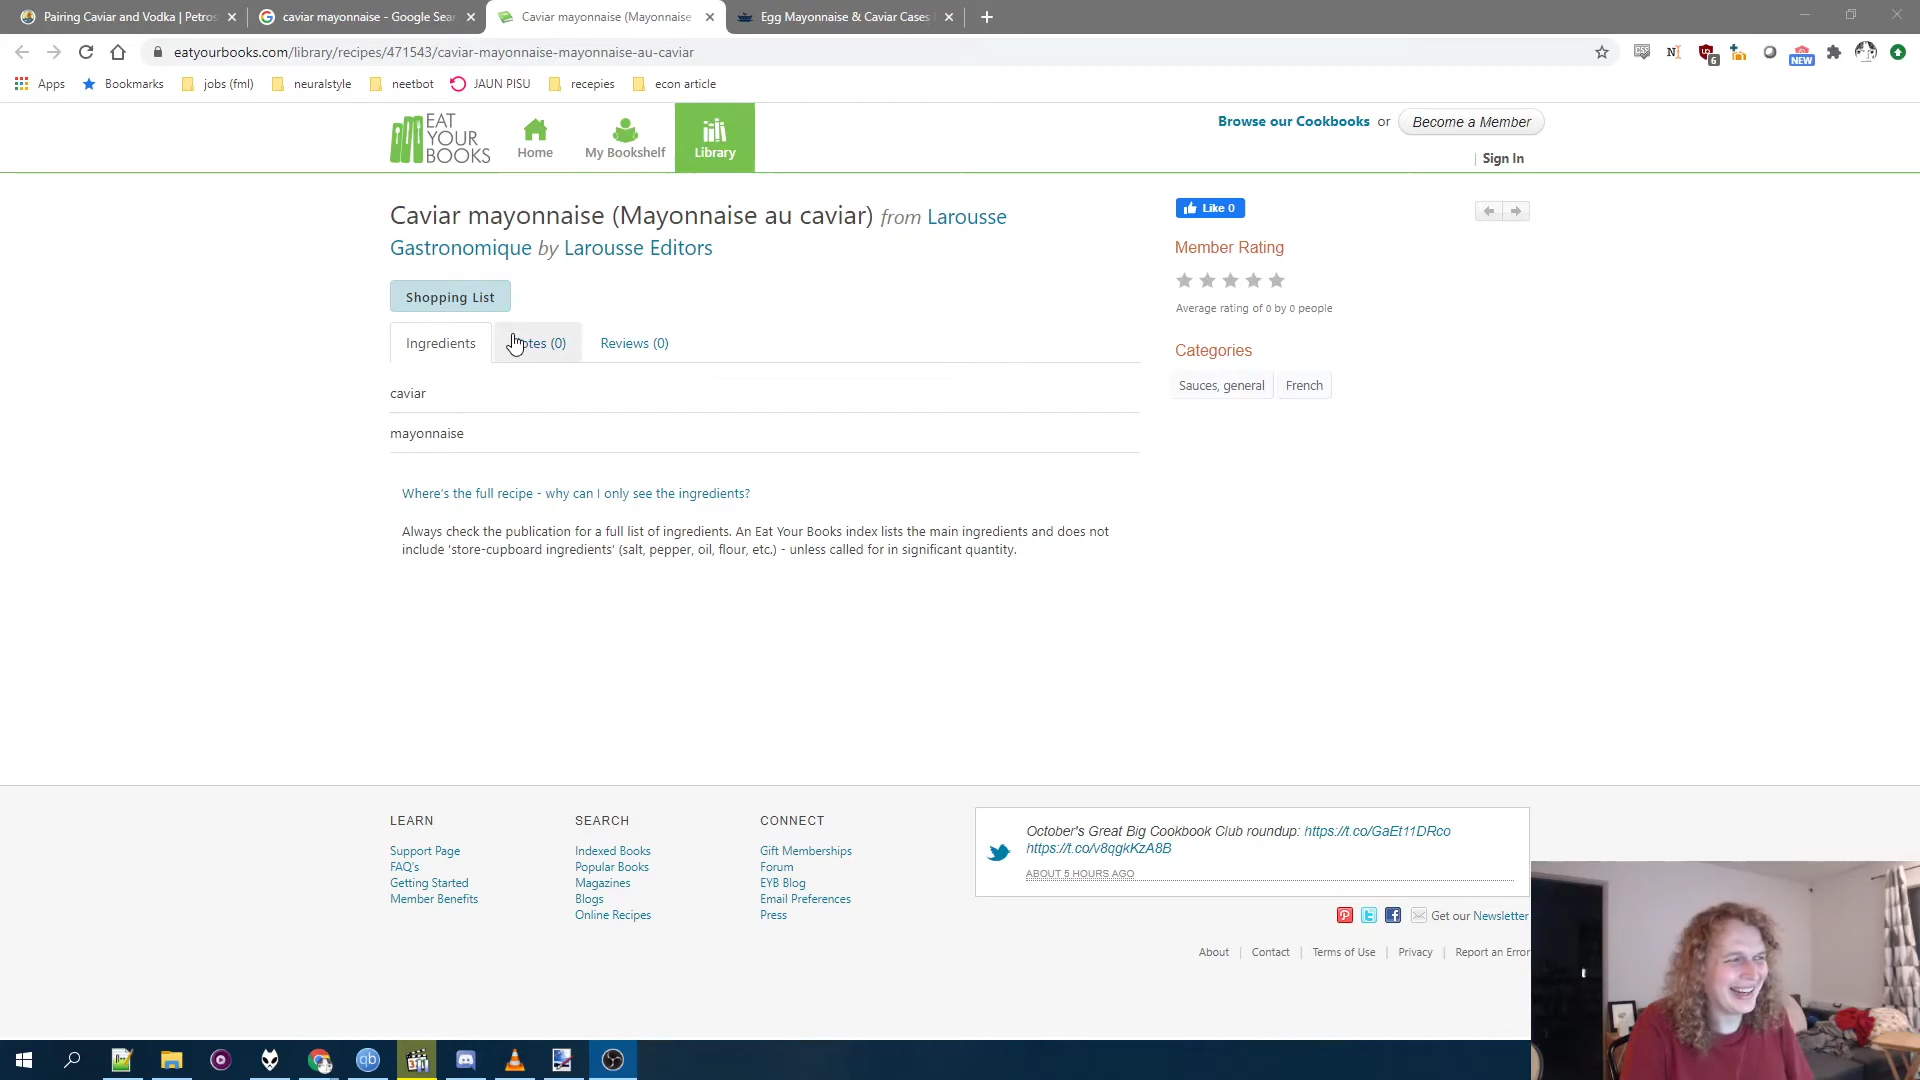 Pairing Caviar and Vodka | Petros
caviar mayonnaise - Google Sear
Caviar mayonnaise (Mayonnaise
Egg Mayonnaise & Caviar Cases
eatyourbooks.com/library/recipes/471543/caviar-mayonnaise-mayonnaise-au-caviar
6
NEW
Apps
Bookmarks
jobs (fml)
neuralstyle
neetbot
JAUN PISU
recepies
econ article
EAT
YOUR
BOOKS
Home
My Bookshelf
Library
Browse our Cookbooks or Become a Member
| Sign In
Caviar mayonnaise (Mayonnaise au caviar) from Larousse
Gastronomique by Larousse Editors
Like 0
Member Rating
Average rating of 0 by 0 people
Shopping List
Ingredients
otes (0)
Reviews (0)
Categories
Sauces, general
French
caviar
mayonnaise
Where's the full recipe - why can I only see the ingredients?
Always check the publication for a full list of ingredients. An Eat Your Books index lists the main ingredients and does not
include 'store-cupboard ingredients' (salt, pepper, oil, flour, etc.) - unless called for in significant quantity.
LEARN
Support Page
FAQ's
Getting Started
Member Benefits
SEARCH
Indexed Books
Popular Books
Magazines
Blogs
Online Recipes
CONNECT
Gift Memberships
Forum
EYB Blog
Email Preferences
Press
October's Great Big Cookbook Club roundup: https://t.co/GaEt11DRco
https://t.co/v8qgkKzA8B
ABOUT 5 HOURS AGO
Get our Newsletter
About | Contact | Terms of Use | Privacy | Report an Error
qb